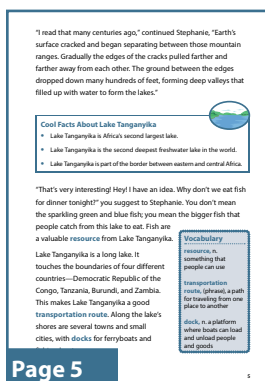 "I read that many centuries ago," continued Stephanie, "Earth's
surface cracked and began separating between those mountain
ranges. Gradually the edges of the cracks pulled farther and
farther away from each other. The ground between the edges
dropped down many hundreds of feet, forming deep valleys that
filled up with water to form the lakes."
Cool Facts About Lake Tanganyika
• Lake Tanganyika is Africa's second largest lake.
• Lake Tanganyika is the second deepest freshwater lake in the world.
• Lake Tanganyika is part of the border between eastern and central Africa.
"That's very interesting! Hey! I have an idea. Why don't we eat fish
for dinner tonight?" you suggest to Stephanie. You don't mean
the sparkling green and blue fish; you mean the bigger fish that
people catch from this lake to eat. Fish are
a valuable resource from Lake Tanganyika.
Lake Tanganyika is a long lake. It
touches the boundaries of four different
countries—Democratic Republic of the
Congo, Tanzania, Burundi, and Zambia.
This makes Lake Tanganyika a good
transportation route. Along the lake's
shores are several towns and small
cities, with docks for ferryboats and
Vocabulary
resource, n.
something that
people can use
transportation
route, (phrase), a path
for traveling from one
place to another
dock, n. a platform
where boats can load
and unload people
and goods
Page 5
5